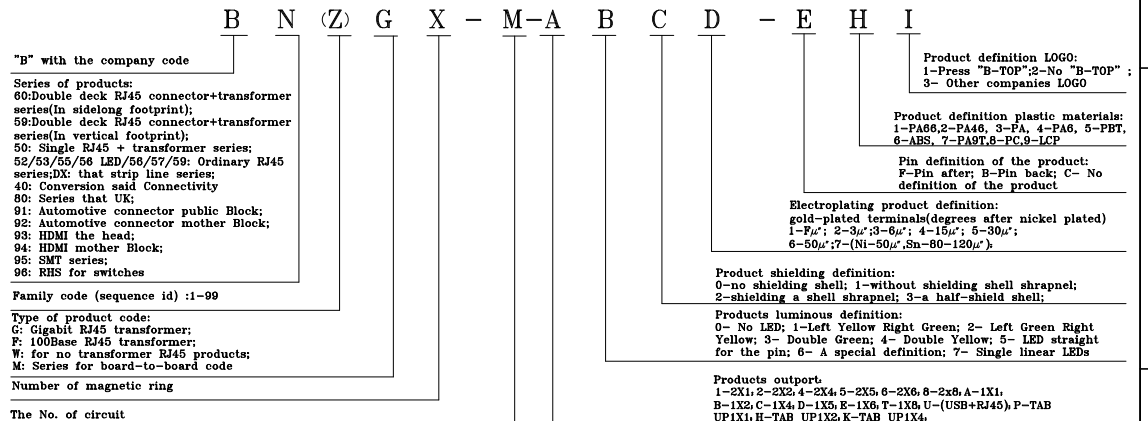 B N (Z) G X - M-A B C D - E H I
"B" with the company code
Series of products:
60:Double deck RJ45 connector+transformer
series(In sidelong footprint);
59:Double deck RJ45 connector+transformer
series(In vertical footprint);
50: Single RJ45 + transformer series;
52/53/55/56 LED/56/57/59: Ordinary RJ45
series;DX: that strip line series;
40: Conversion said Connectivity
80: Series that UK;
91: Automotive connector public Block;
92: Automotive connector mother Block;
93: HDMI the head;
94: HDMI mother Block;
95: SMT series;
96: RHS for switches
Family code (sequence id) :1-99
Type of product code:
G: Gigabit RJ45 transformer;
F: 100Base RJ45 transformer;
W: for no transformer RJ45 products;
M: Series for board-to-board code
Number of magnetic ring
The No. of circuit
Product definition LOGO:
1-Press "B-TOP";2-No "B-TOP" ;
3- Other companies LOGO
Product definition plastic materials:
1-PA66,2-PA46, 3-PA, 4-PA6, 5-PBT,
6-ABS, 7-PA9T,8-PC,9-LCP
Pin definition of the product:
F-Pin after; B-Pin back; C- No
definition of the product
Electroplating product definition:
gold-plated terminals(degrees after nickel plated)
1-Fμ"; 2-3μ";3-6μ"; 4-15μ"; 5-30μ";
6-50μ";7-(Ni-50μ",Sn-80-120μ");
Product shielding definition:
0-no shielding shell; 1-without shielding shell shrapnel;
2-shielding a shell shrapnel; 3-a half-shield shell;
Products luminous definition:
0- No LED; 1-Left Yellow Right Green; 2- Left Green Right
Yellow; 3- Double Green; 4- Double Yellow; 5- LED straight
for the pin; 6- A special definition; 7- Single linear LEDs
Products outport:
1-2X1; 2-2X2; 4-2X4; 5-2X5; 6-2X6; 8-2x8; A-1X1;
B-1X2; C-1X4; D-1X5; E-1X6; T-1X8; U-(USB+RJ45); P-TAB
UP1X1; H-TAB UP1X2; K-TAB UP1X4;